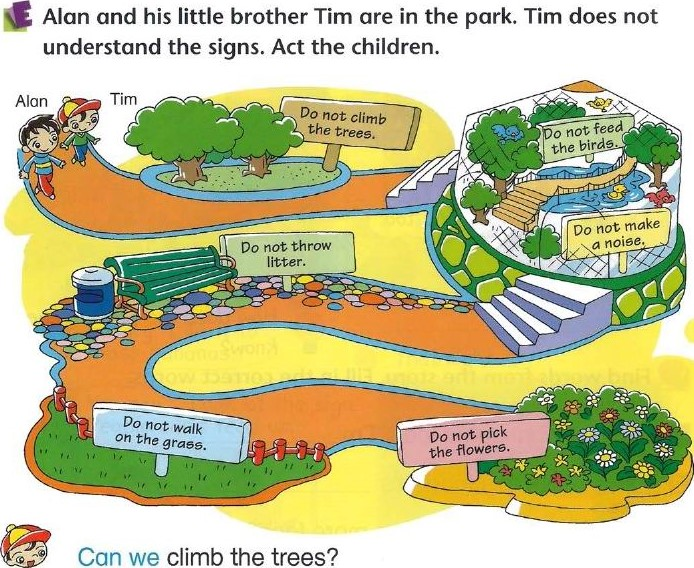 E Alan and his little brother Tim are in the park. Tim does not
understand the signs. Act the children.
Alan
Tim
Do not climb
the trees.
Do not feed
the birds.
Do not make
a noise.
Do not throw
litter.
Do not walk
on the grass.
Do not pick
the flowers.
Can we climb the trees?